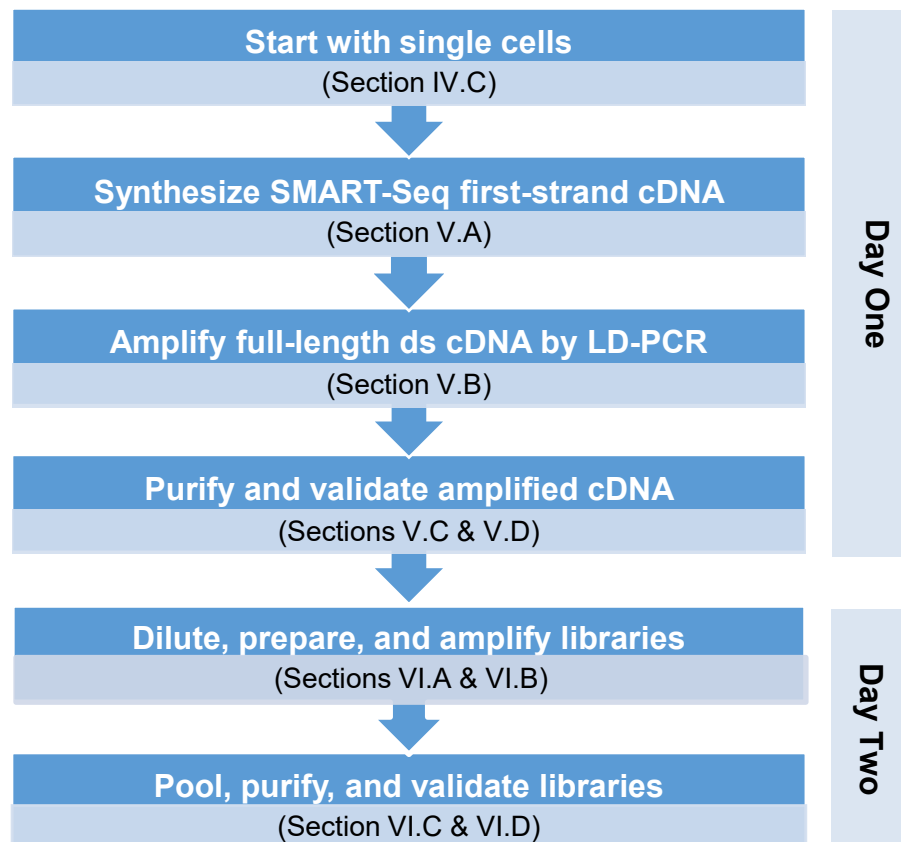 Start with single cells
(Section IV.C)
Synthesize SMART-Seq first-strand cDNA
(Section V.A)
Amplify full-length ds cDNA by LD-PCR
(Section V.B)
Purify and validate amplified cDNA
(Sections V.C & V.D)
Day One
Dilute, prepare, and amplify libraries
(Sections VI.A & VI.B)
Pool, purify, and validate libraries
(Section VI.C & VI.D)
Day Two